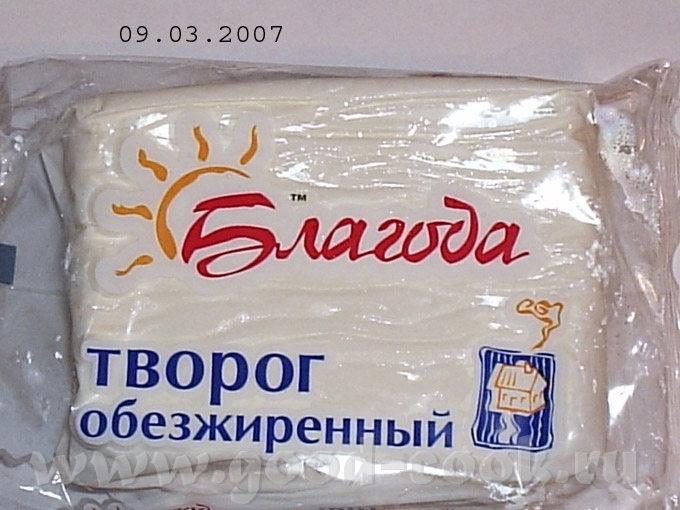 09.03.2007
Благода™
творог
обезжиренный
www.good-cook.ru